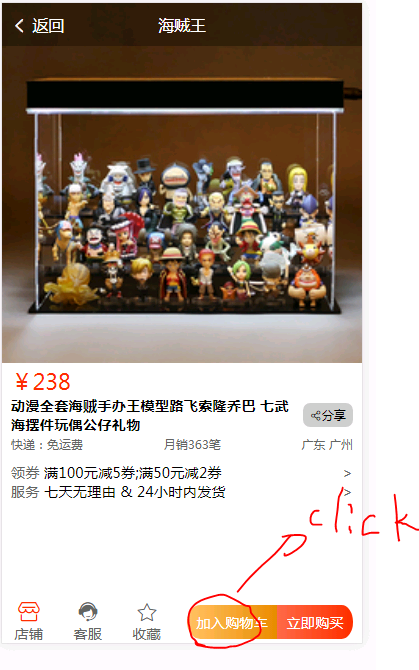 返回 海贼王
￥238
动漫全套海贼手办王模型路飞索隆乔巴 七武
海摆件玩偶公仔礼物
分享
快递：免运费 月销363笔 广东 广州
领券 满100元减5券;满50元减2券 >
服务 七天无理由 & 24小时内发货 >
click
加入购物车 立即购买
店铺 客服 收藏